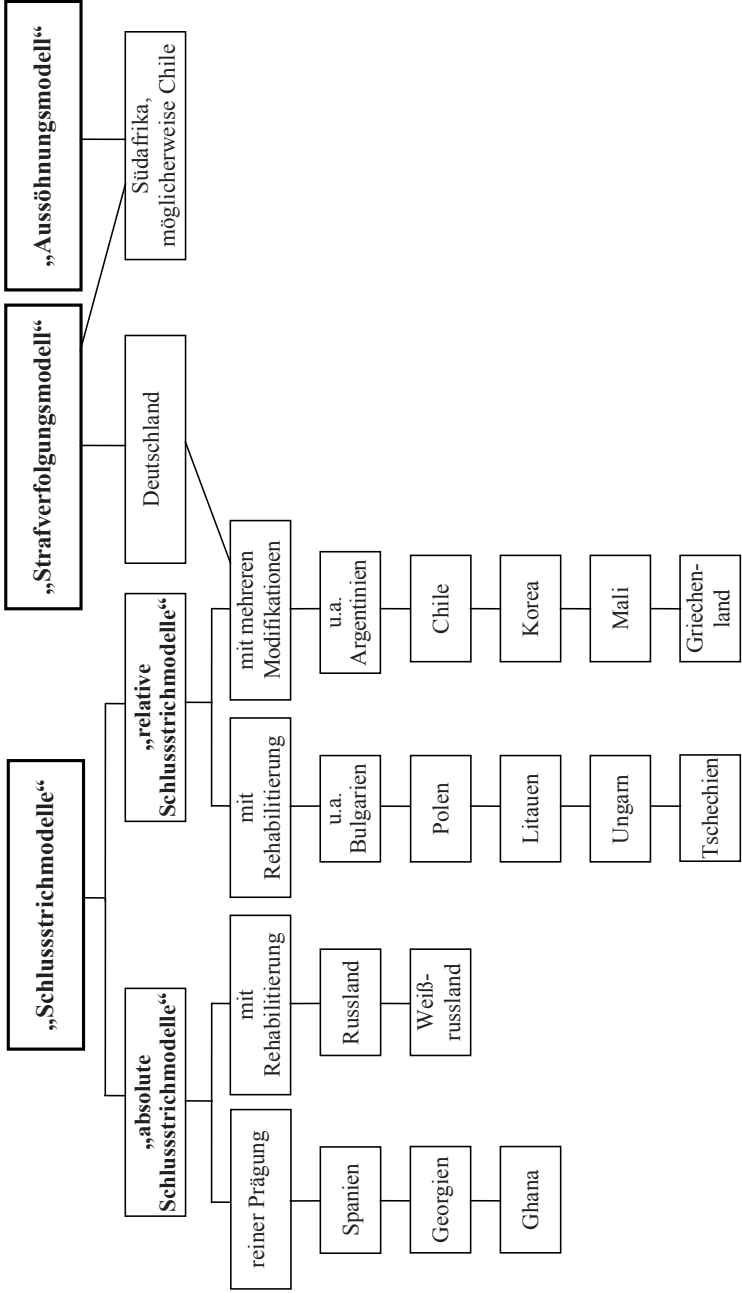 „Schlussstrichmodelle“
„Strafverfolgungsmodell“
„Aussöhnungsmodell“
„absolute
Schlussstrichmodelle“
„relative
Schlussstrichmodelle“
Deutschland
Südafrika,
möglicherweise Chile
reiner Prägung
mit
Rehabilitierung
mit
Rehabilitierung
mit mehreren
Modifikationen
Spanien
Russland
u.a.
Bulgarien
u.a.
Argentinien
Georgien
Weiß-
russland
Polen
Chile
Ghana
Litauen
Korea
Ungarn
Mali
Tschechien
Griechen-
land